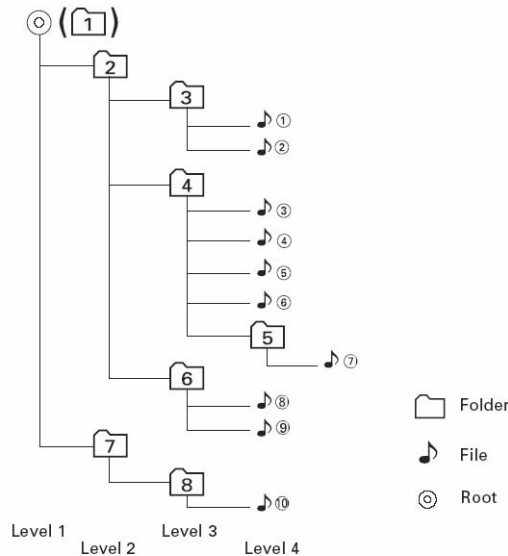 (1)
2
3
①
②
4
③
④
⑤
⑥
5
⑦
6
⑧
⑨
7
8
⑩
Folder
File
Root
Level 1
Level 2
Level 3
Level 4